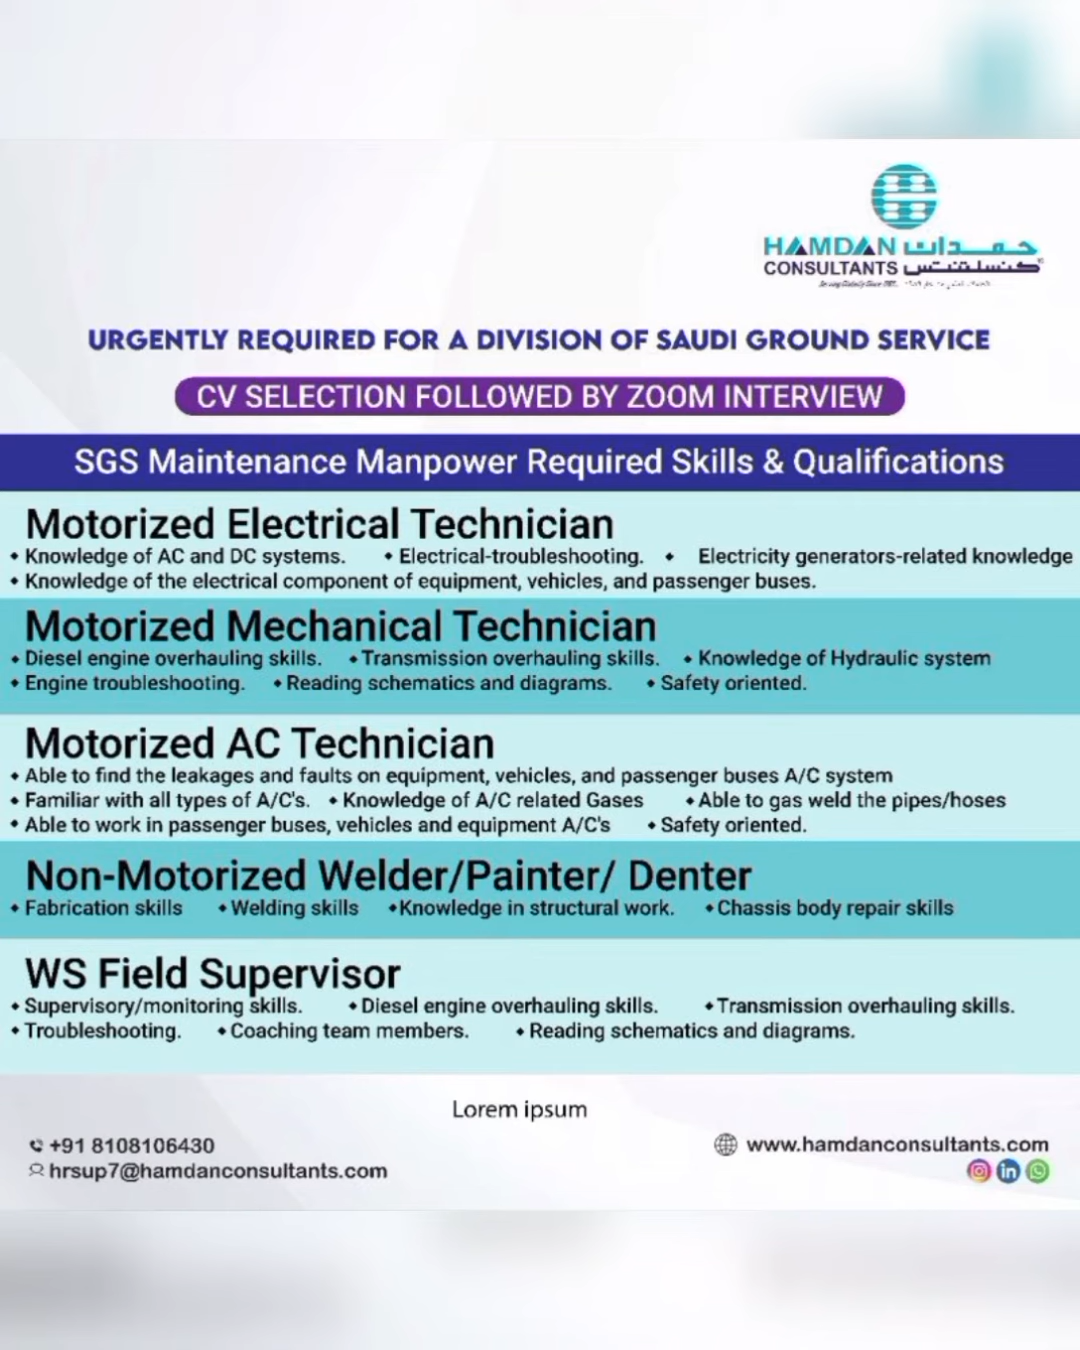 HAMDAN حمدان
CONSULTANTS كنسلتنتس
URGENTLY REQUIRED FOR A DIVISION OF SAUDI GROUND SERVICE
CV SELECTION FOLLOWED BY ZOOM INTERVIEW
SGS Maintenance Manpower Required Skills & Qualifications
Motorized Electrical Technician
• Knowledge of AC and DC systems. • Electrical-troubleshooting. • Electricity generators-related knowledge
• Knowledge of the electrical component of equipment, vehicles, and passenger buses.
Motorized Mechanical Technician
• Diesel engine overhauling skills. • Transmission overhauling skills. • Knowledge of Hydraulic system
• Engine troubleshooting. • Reading schematics and diagrams. • Safety oriented.
Motorized AC Technician
• Able to find the leakages and faults on equipment, vehicles, and passenger buses A/C system
• Familiar with all types of A/C's. • Knowledge of A/C related Gases • Able to gas weld the pipes/hoses
• Able to work in passenger buses, vehicles and equipment A/C's • Safety oriented.
Non-Motorized Welder/Painter/ Denter
• Fabrication skills • Welding skills • Knowledge in structural work. • Chassis body repair skills
WS Field Supervisor
• Supervisory/monitoring skills. • Diesel engine overhauling skills. • Transmission overhauling skills.
• Troubleshooting. • Coaching team members. • Reading schematics and diagrams.
Lorem ipsum
+91 8108106430
hrsup7@hamdanconsultants.com
www.hamdanconsultants.com